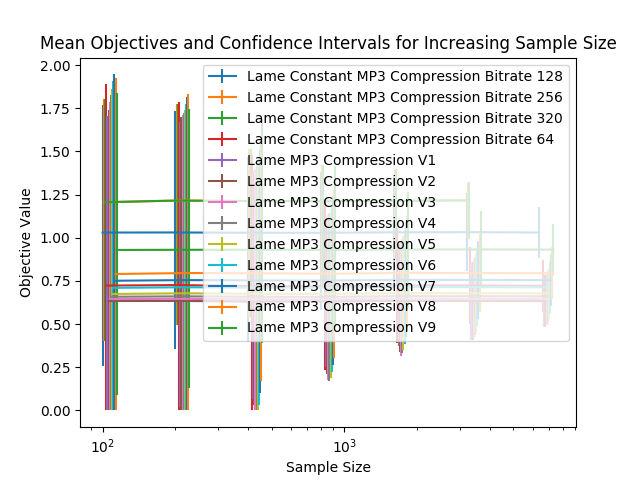 Mean Objectives and Confidence Intervals for Increasing Sample Size
2.00
1.75
1.50
1.25
1.00
0.75
0.50
0.25
0.00
Objective Value
Lame Constant MP3 Compression Bitrate 128
Lame Constant MP3 Compression Bitrate 256
Lame Constant MP3 Compression Bitrate 320
Lame Constant MP3 Compression Bitrate 64
Lame MP3 Compression V1
Lame MP3 Compression V2
Lame MP3 Compression V3
Lame MP3 Compression V4
Lame MP3 Compression V5
Lame MP3 Compression V6
Lame MP3 Compression V7
Lame MP3 Compression V8
Lame MP3 Compression V9
10²
10³
Sample Size